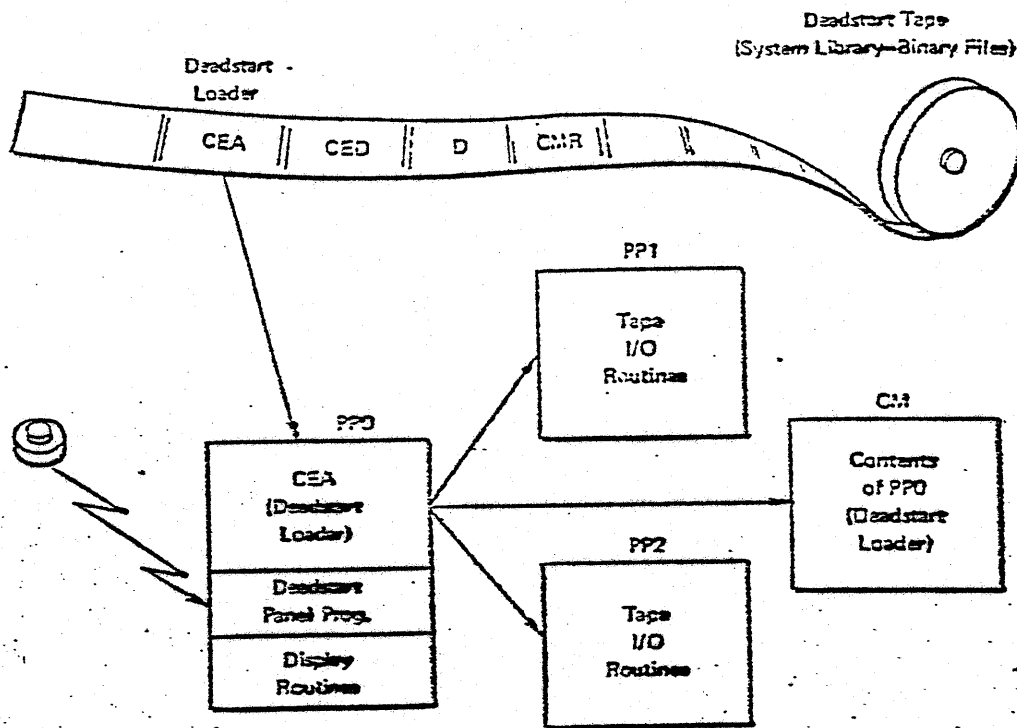 Deadstart Tape
(System Library-Binary Files)
Deadstart
Loader
CEA
CED
D
CMR
PP1
Tape
I/O
Routines
PP0
CEA
(Deadstart
Loader)
Deadstart
Panel Prog.
Display
Routines
CM
Contents
of PP0
(Deadstart
Loader)
PP2
Tape
I/O
Routines